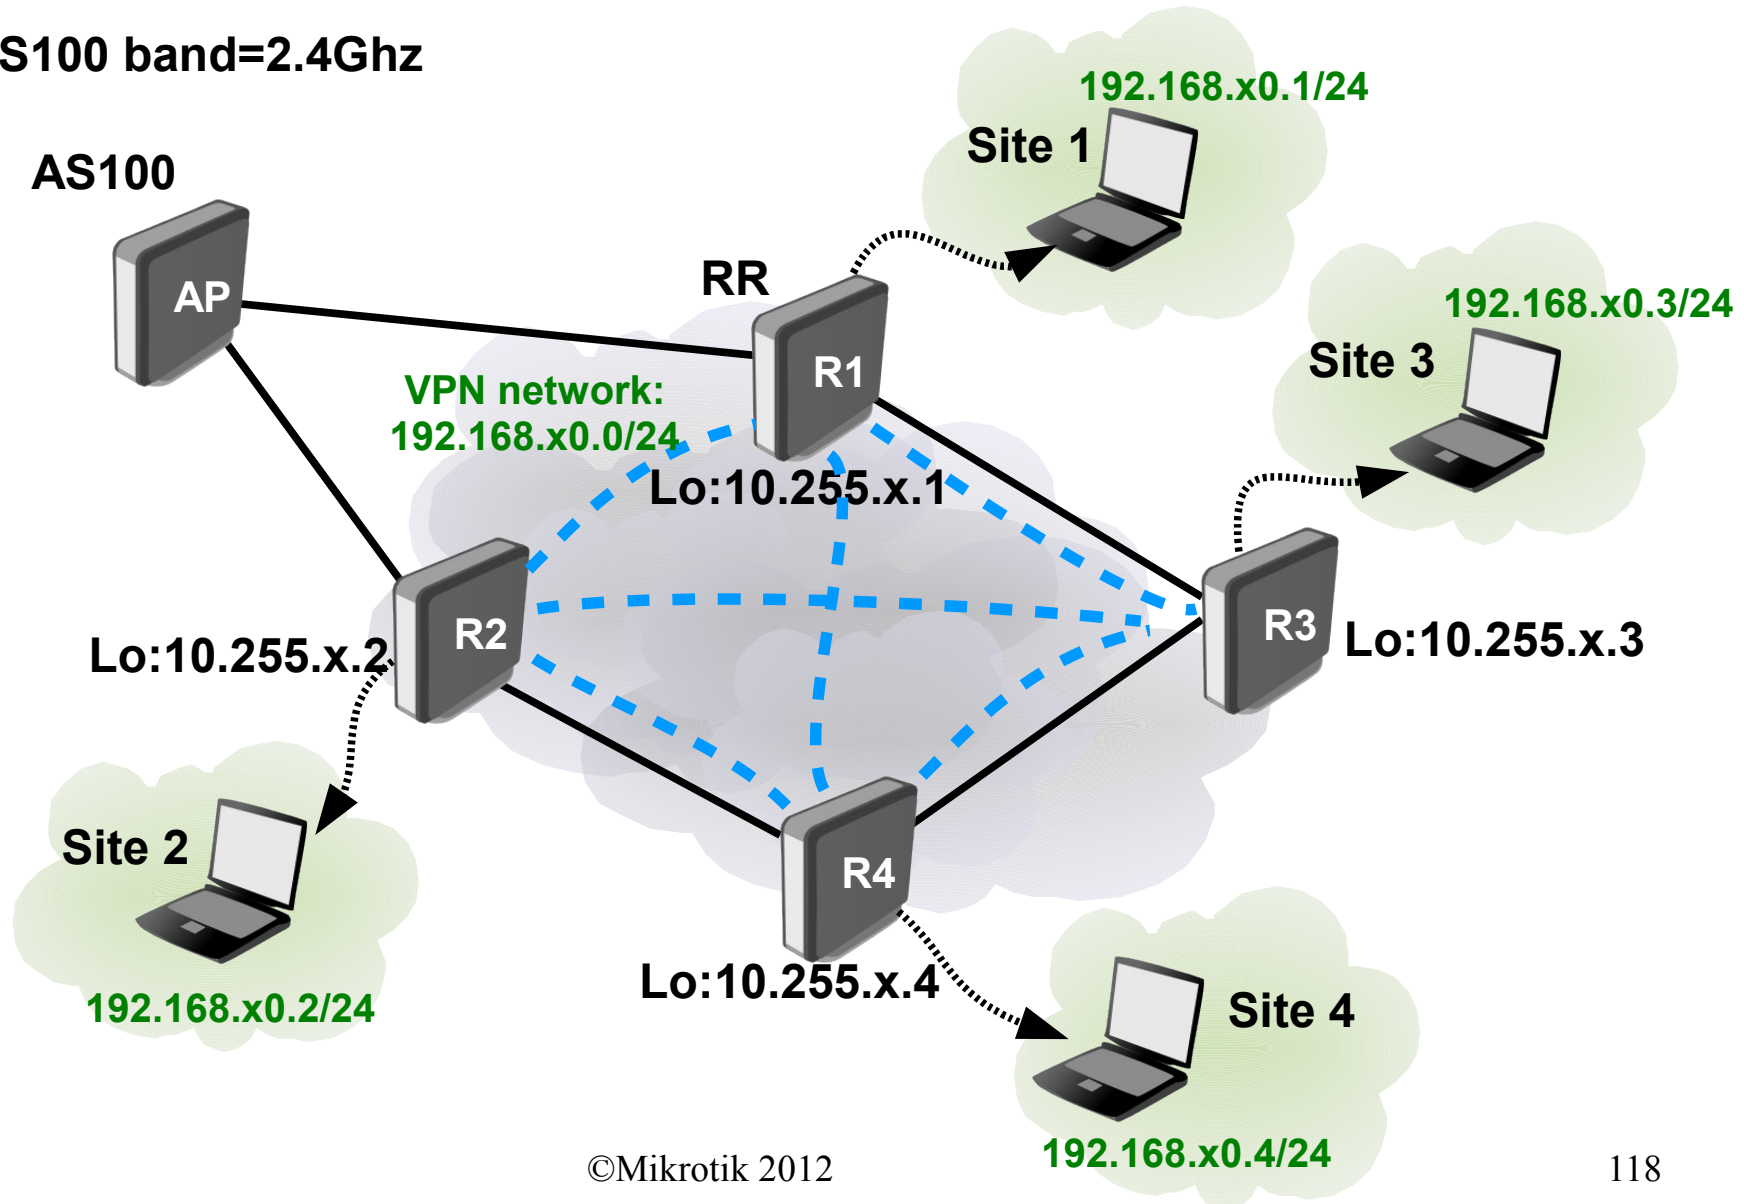 S100 band=2.4Ghz
192.168.x0.1/24
Site 1
AS100
AP
RR
R1
192.168.x0.3/24
Site 3
VPN network:
192.168.x0.0/24
Lo:10.255.x.1
R2
R3
Lo:10.255.x.2
Lo:10.255.x.3
Site 2
R4
192.168.x0.2/24
Lo:10.255.x.4
Site 4
192.168.x0.4/24
©Mikrotik 2012
118